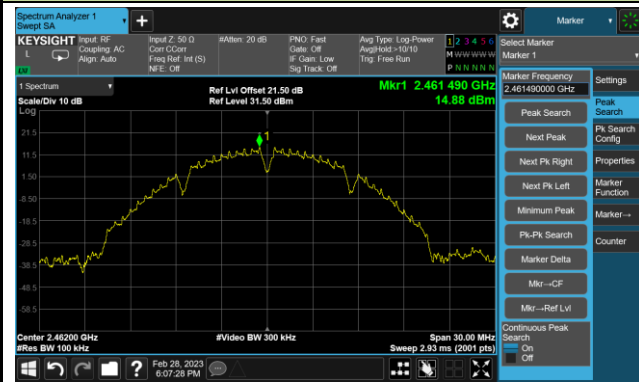 Spectrum Analyzer 1
Swept SA
Marker
KEYSIGHT
L
Input: RF
Coupling: AC
Align: Auto
Input Z: 50 Ω
Corr CCorr
Freq Ref: Int (S)
NFE: Off
#Atten: 20 dB
PNO: Fast
Gate: Off
IF Gain: Low
Sig Track: Off
Avg Type: Log-Power
Avg|Hold:>10/10
Trig: Free Run
1 2 3 4 5 6
M W W W W W
P N N N N N
Select Marker
Marker 1
1 Spectrum
Scale/Div 10 dB
Log
Ref Lvl Offset 21.50 dB
Ref Level 31.50 dBm
Mkr1 2.461 490 GHz
14.88 dBm
21.5
11.5
1.50
-8.50
-18.5
-28.5
-38.5
-48.5
-58.5
1
Center 2.46200 GHz
#Res BW 100 kHz
#Video BW 300 kHz
Span 30.00 MHz
Sweep 2.93 ms (2001 pts)
Marker Frequency
2.461490000 GHz
Peak Search
Next Peak
Next Pk Right
Next Pk Left
Minimum Peak
Pk-Pk Search
Marker Delta
Mkr→CF
Mkr→Ref Lvl
Continuous Peak
Search
On
Off
Settings
Peak
Search
Pk Search
Config
Properties
Marker
Function
Marker→
Counter
?
Feb 28, 2023
6:07:28 PM